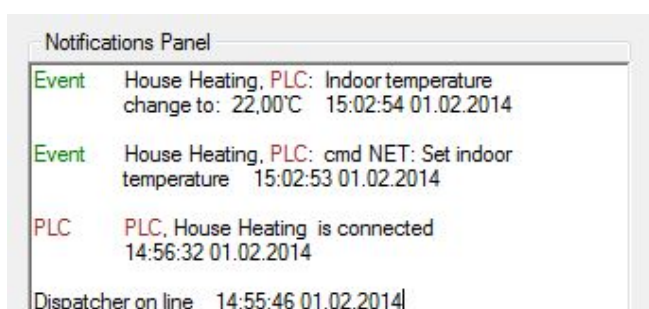 Notifications Panel
Event House Heating, PLC: Indoor temperature
change to: 22,00℃ 15:02:54 01.02.2014
Event House Heating, PLC: cmd NET: Set indoor
temperature 15:02:53 01.02.2014
PLC PLC, House Heating is connected
14:56:32 01.02.2014
Dispatcher on line 14:55:46 01.02.2014